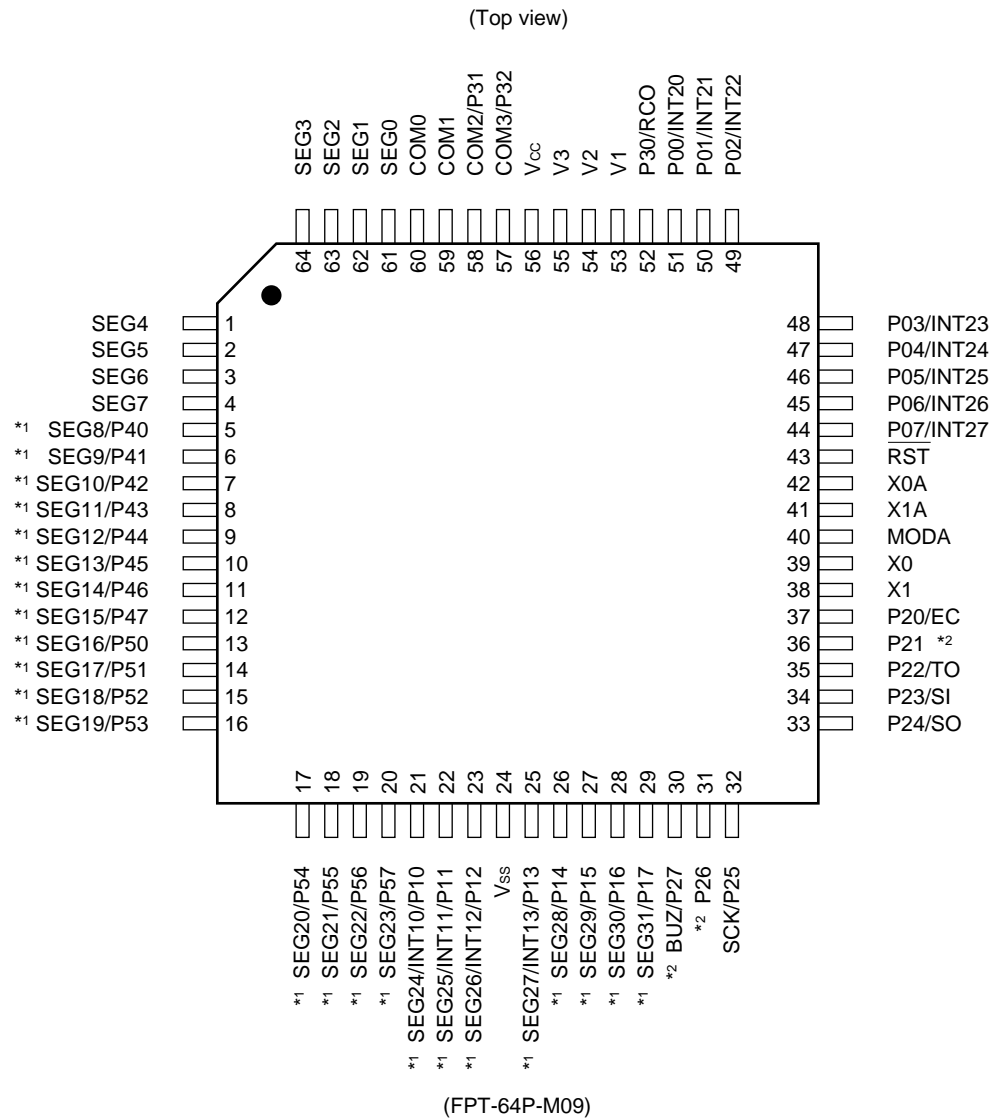 (Top view)
SEG3
SEG2
SEG1
SEG0
COM0
COM1
COM2/P31
COM3/P32
Vcc
V3
V2
V1
P30/RCO
P00/INT20
P01/INT21
P02/INT22
64
63
62
61
60
59
58
57
56
55
54
53
52
51
50
49
SEG4 1
SEG5 2
SEG6 3
SEG7 4
*1 SEG8/P40 5
*1 SEG9/P41 6
*1 SEG10/P42 7
*1 SEG11/P43 8
*1 SEG12/P44 9
*1 SEG13/P45 10
*1 SEG14/P46 11
*1 SEG15/P47 12
*1 SEG16/P50 13
*1 SEG17/P51 14
*1 SEG18/P52 15
*1 SEG19/P53 16
48 P03/INT23
47 P04/INT24
46 P05/INT25
45 P06/INT26
44 P07/INT27
43 RST
42 X0A
41 X1A
40 MODA
39 X0
38 X1
37 P20/EC
36 P21 *2
35 P22/TO
34 P23/SI
33 P24/SO
17
18
19
20
21
22
23
24
25
26
27
28
29
30
31
32
*1 SEG20/P54
*1 SEG21/P55
*1 SEG22/P56
*1 SEG23/P57
*1 SEG24/INT10/P10
*1 SEG25/INT11/P11
*1 SEG26/INT12/P12
Vss
*1 SEG27/INT13/P13
*1 SEG28/P14
*1 SEG29/P15
*1 SEG30/P16
*1 SEG31/P17
*2 BUZ/P27
*2 P26
SCK/P25
(FPT-64P-M09)